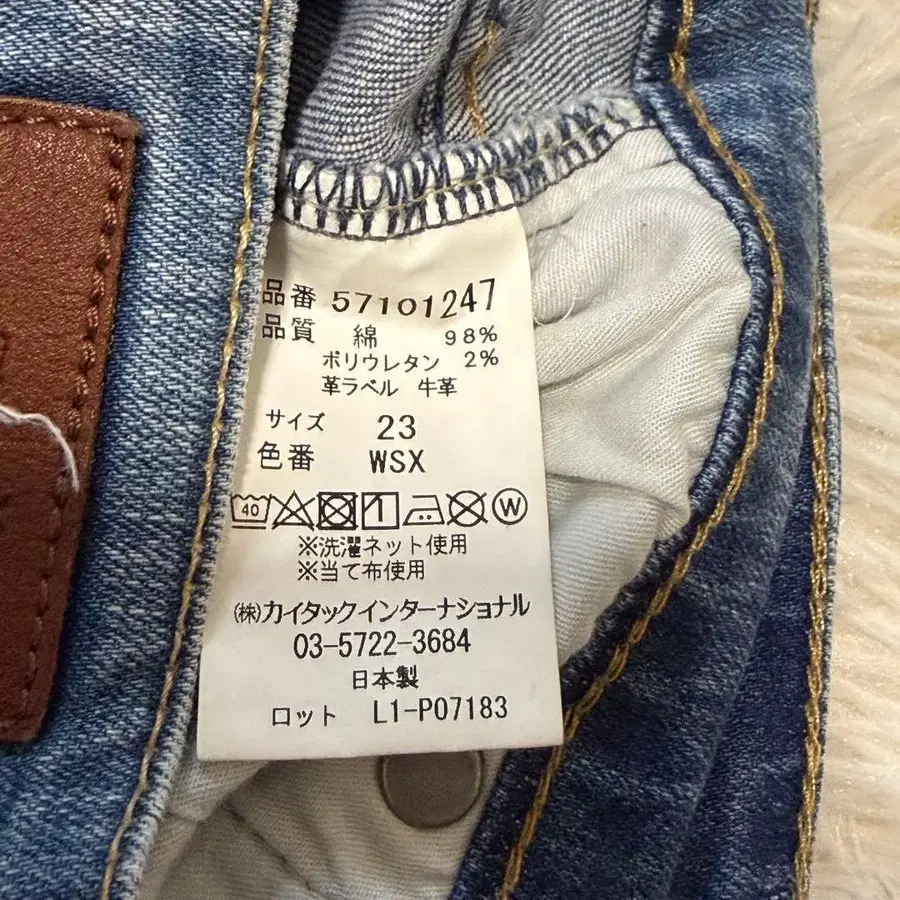 品番 57101247
品質 綿 98%
ポリウレタン 2%
革ラベル 牛革
サイズ 23
色番 WSX
40 W
※洗濯ネット使用
※当て布使用
(株)カイタックインターナショナル
03-5722-3684
日本製
ロット L1-P07183